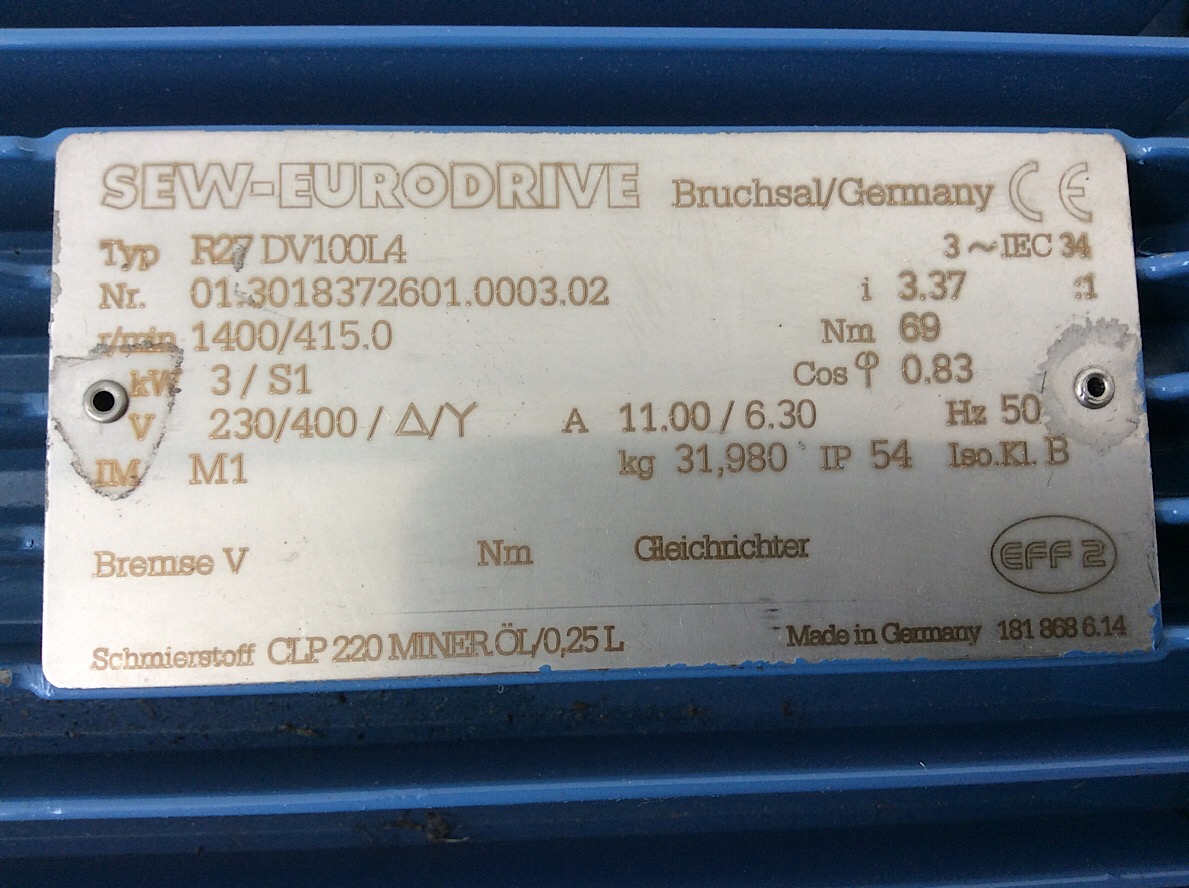 SEW-EURODRIVE Bruchsal/Germany CE
Typ R27 DV100L4 3 ~ IEC 34
Nr. 01.3018372601.0003.02 i 3.37 :1
r/min 1400/415.0 Nm 69
kW 3 / S1 Cos φ 0.83
V 230/400 / Δ/Y A 11.00 / 6.30 Hz 50
IM M1 kg 31,980 IP 54 Iso.Kl. B
Bremse V Nm Gleichrichter EFF 2
Schmierstoff CLP 220 MINER.ÖL/0,25 L Made in Germany 181 868 6.14